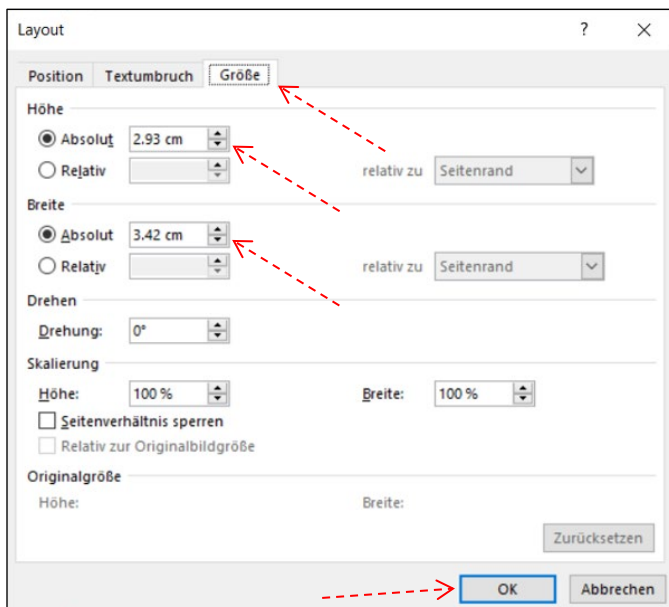 Layout ?
Position Textumbruch Größe
Höhe
Absolut 2.93 cm
Relativ relativ zu Seitenrand
Breite
Absolut 3.42 cm
Relativ relativ zu Seitenrand
Drehen
Drehung: 0°
Skalierung
Höhe: 100 % Breite: 100 %
Seitenverhältnis sperren
Relativ zur Originalbildgröße
Originalgröße
Höhe: Breite:
Zurücksetzen
OK Abbrechen